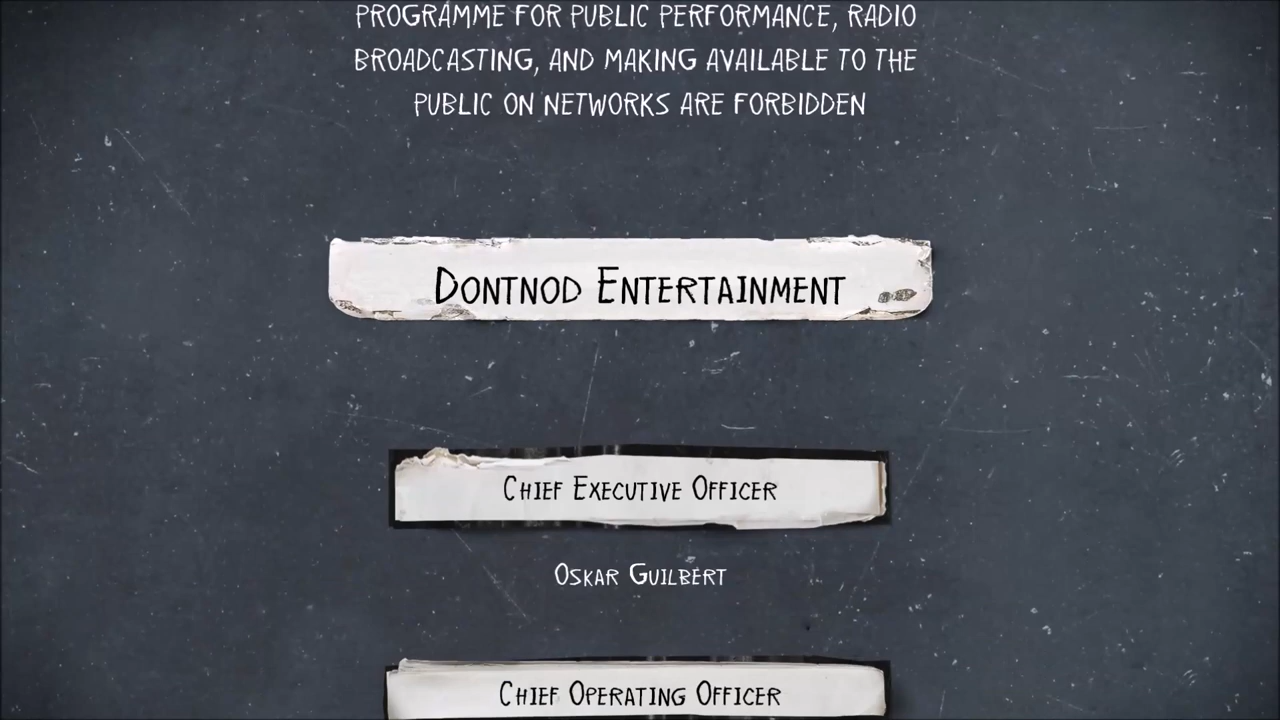 PROGRAMME FOR PUBLIC PERFORMANCE, RADIO
BROADCASTING, AND MAKING AVAILABLE TO THE
PUBLIC ON NETWORKS ARE FORBIDDEN
DONTNOD ENTERTAINMENT
CHIEF EXECUTIVE OFFICER
OSKAR GUILBERT
CHIEF OPERATING OFFICER